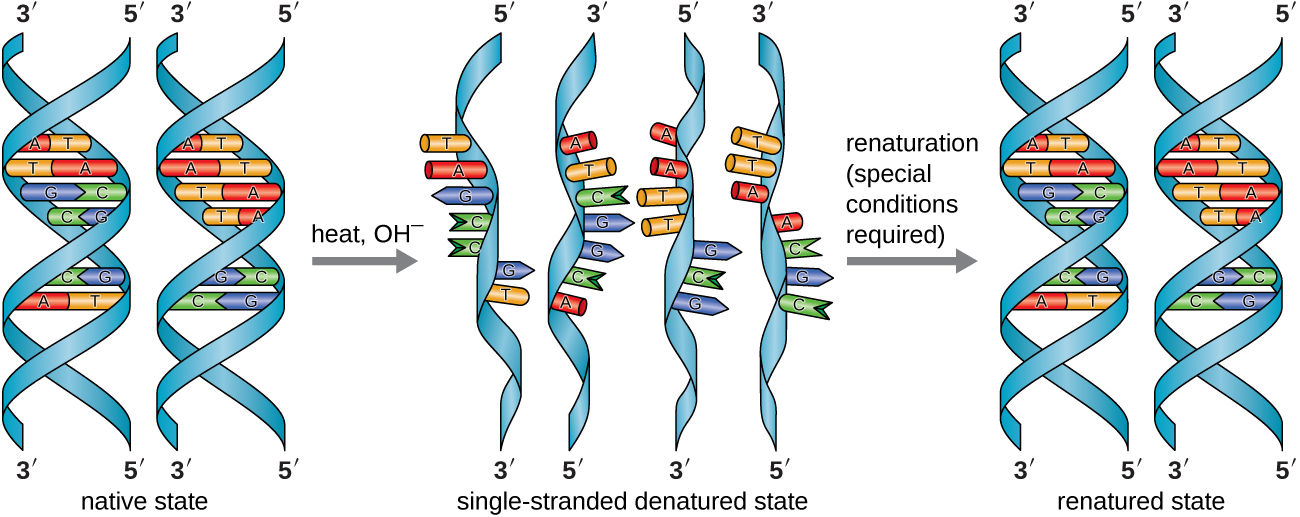 3′ 5′ 3′ 5′
A T
T A
G C
C G
C G
A T
A T
A T
T A
T A
G C
C G
3′ 5′ 3′ 5′
native state
heat, OH⁻
5′ 3′ 5′ 3′
T
A
G
C
C
G
T
A
T
C
G
G
C
A
A
A
T
T
G
C
G
T
T
A
A
C
G
C
3′ 5′ 3′ 5′
single-stranded denatured state
renaturation
(special
conditions
required)
3′ 5′ 3′ 5′
A T
T A
G C
C G
C G
A T
A T
A T
T A
T A
G C
C G
3′ 5′ 3′ 5′
renatured state